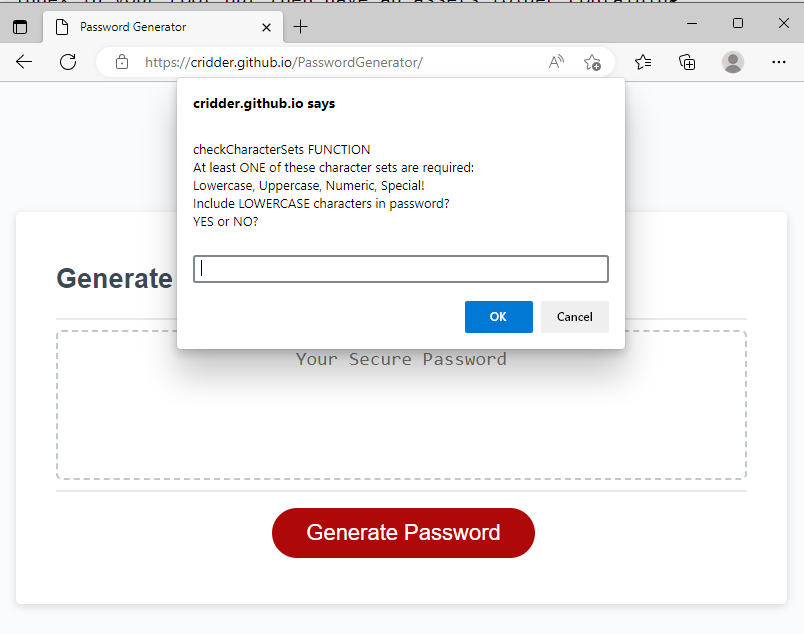 Password Generator
https://cridder.github.io/PasswordGenerator/
cridder.github.io says
checkCharacterSets FUNCTION
At least ONE of these character sets are required:
Lowercase, Uppercase, Numeric, Special!
Include LOWERCASE characters in password?
YES or NO?
OK
Cancel
Generate
Your Secure Password
Generate Password